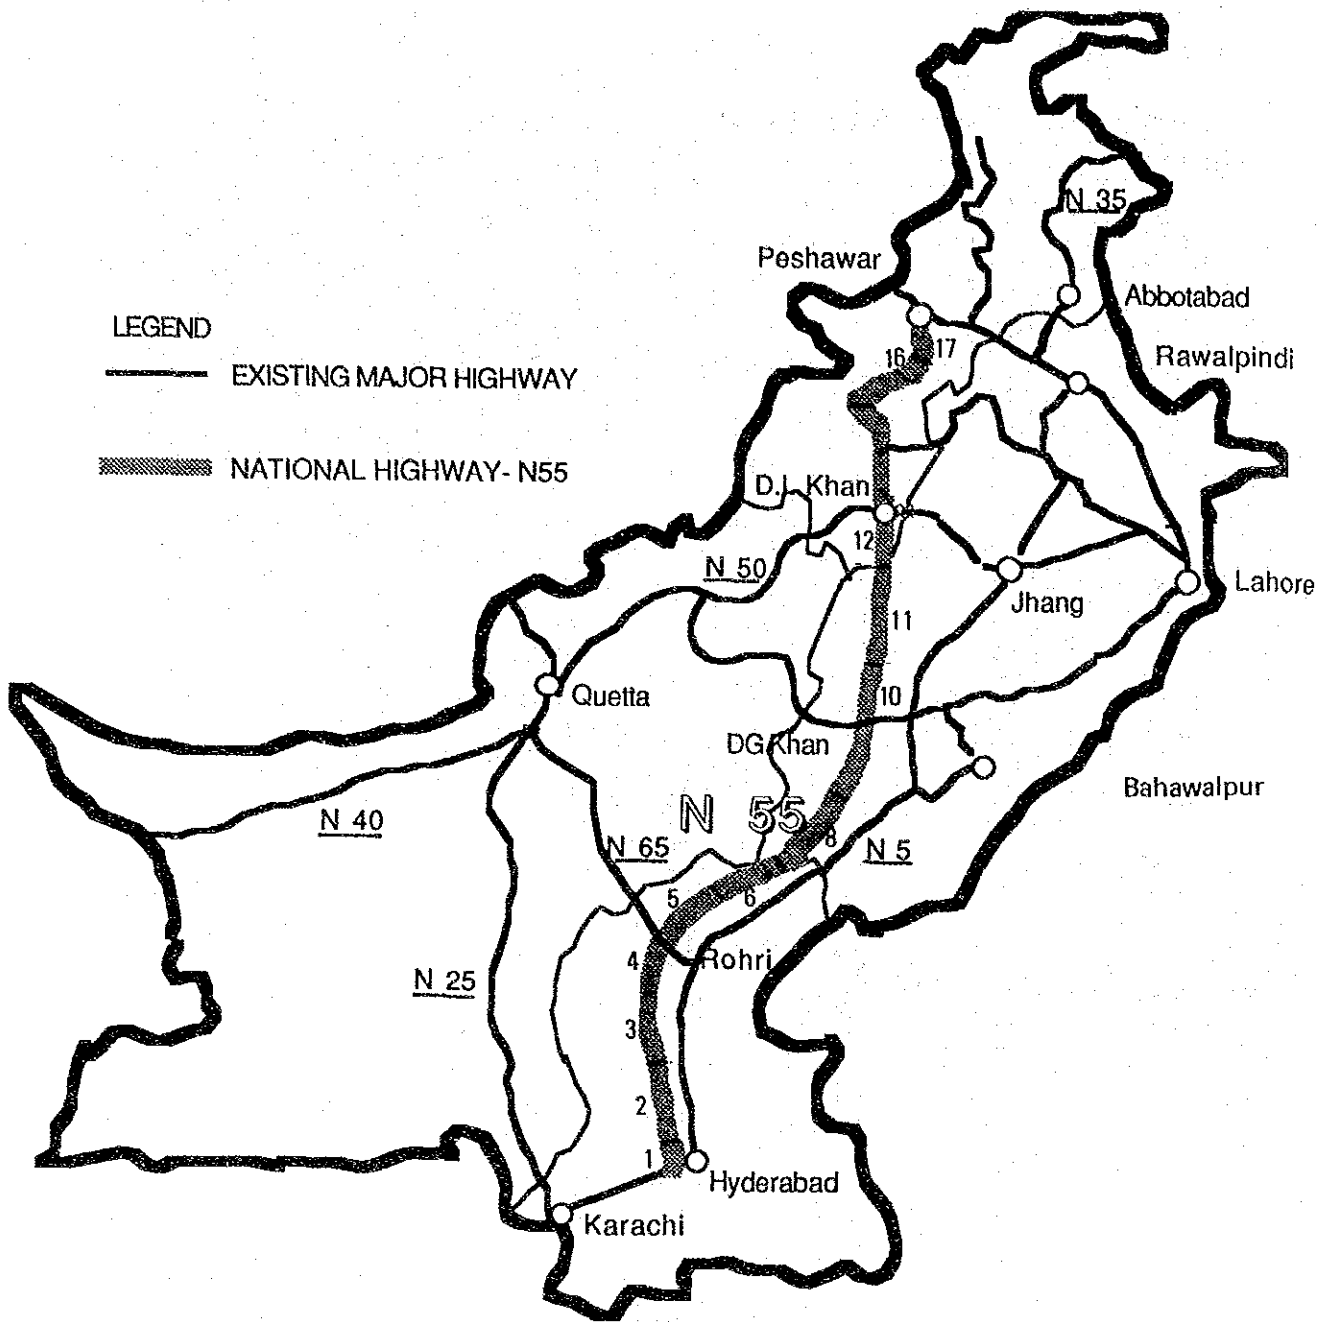 N 35
Peshawar
Abbotabad
LEGEND
17
16
Rawalpindi
EXISTING MAJOR HIGHWAY
NATIONAL HIGHWAY- N55
D.I. Khan
12
N 50
Lahore
Jhang
11
Quetta
10
DG Khan
Bahawalpur
N 55
N 40
8
N 65
N 5
5
6
4
Rohri
N 25
3
2
1
Hyderabad
Karachi